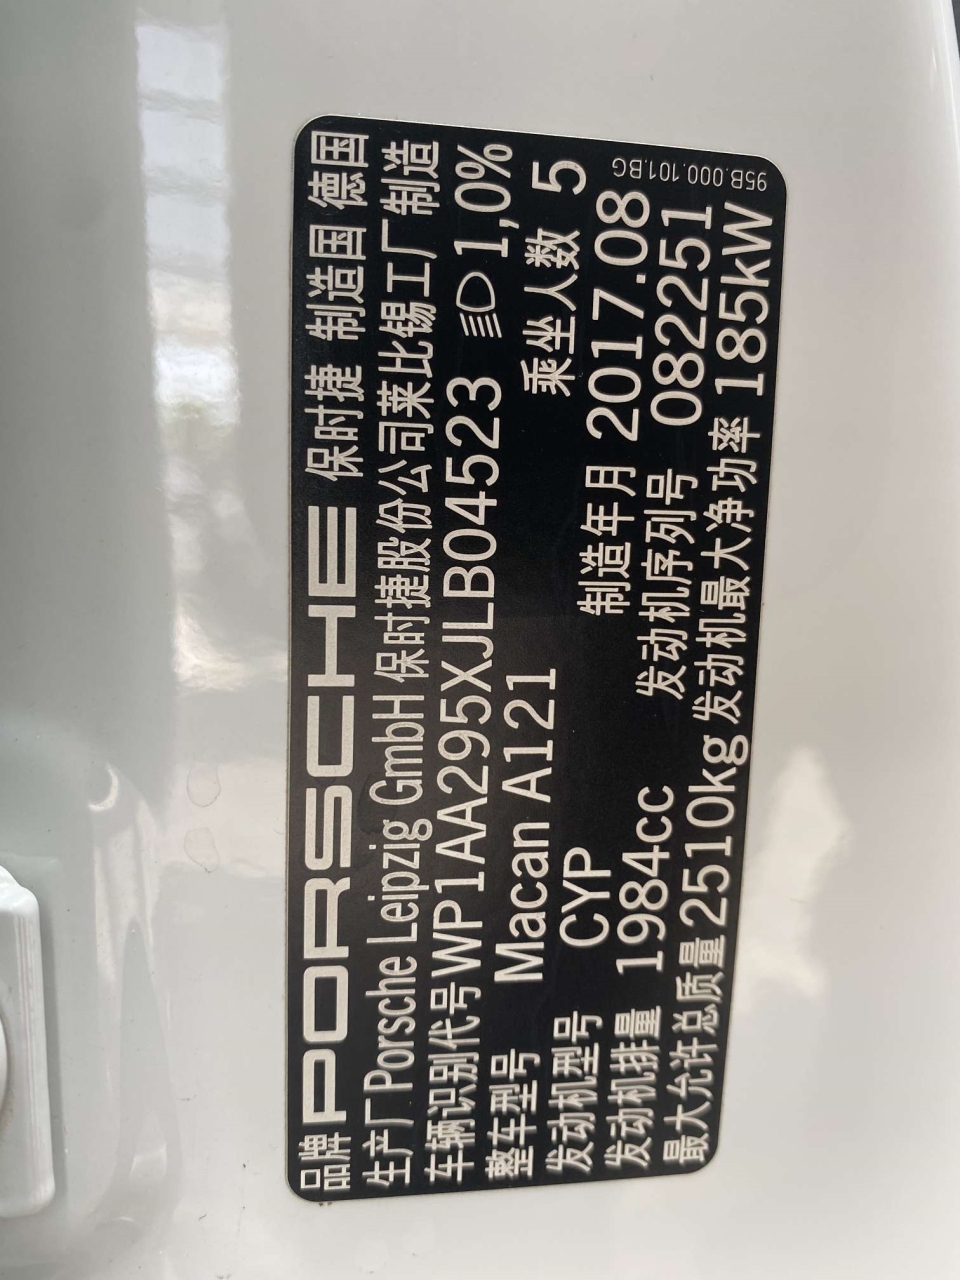 品牌 PORSCHE 保时捷 制造国 德国
生产厂 Porsche Leipzig GmbH 保时捷股份公司莱比锡工厂制造
车辆识别代号 WP1AA295XJLB04523 1,0%
整车型号 Macan A121 乘坐人数 5
发动机型号 CYP 制造年月 2017.08
发动机排量 1984cc 发动机序列号 082251
最大允许总质量 2510kg 发动机最大净功率 185kW
95B.000.101.BG